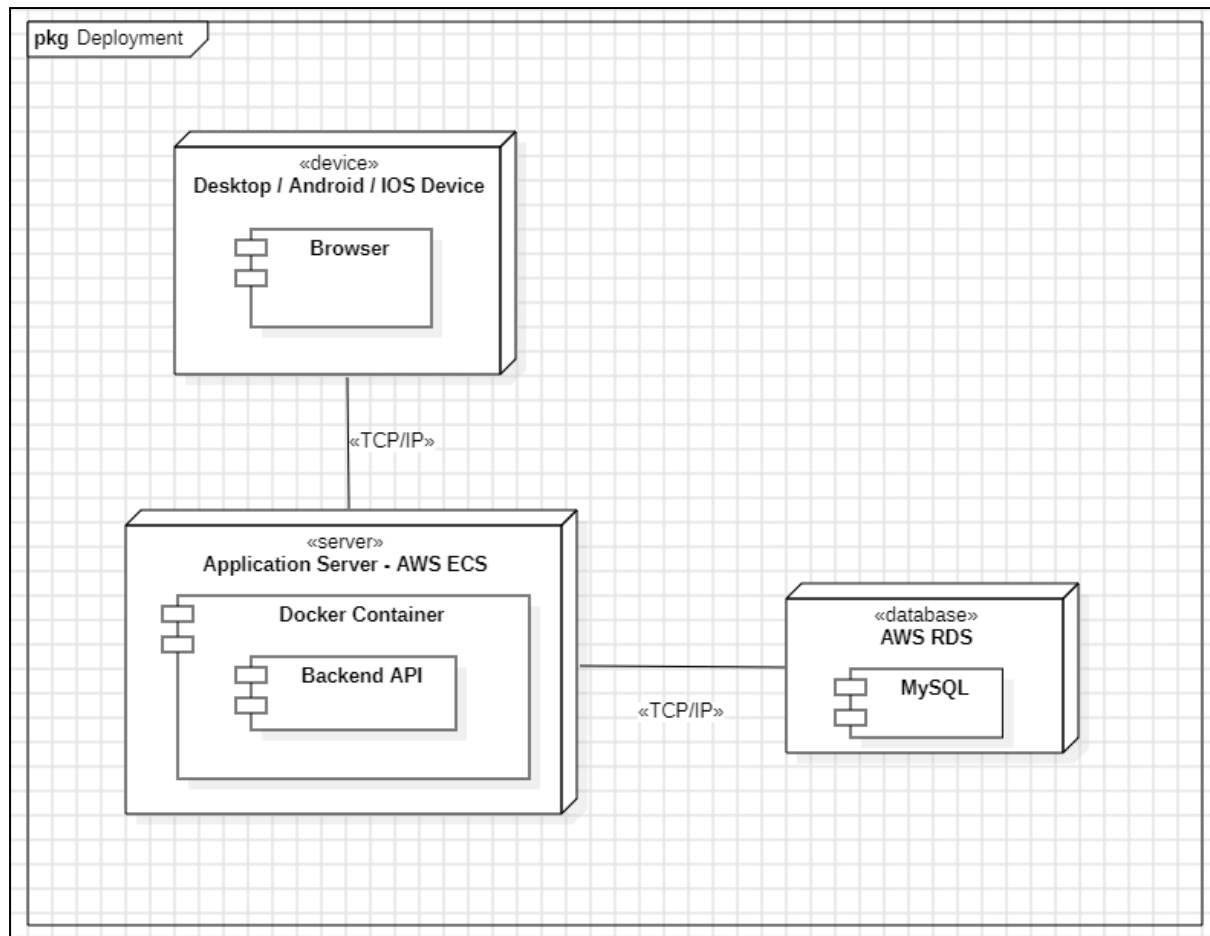 pkg Deployment
«device»
Desktop / Android / IOS Device
Browser
«TCP/IP»
«server»
Application Server - AWS ECS
Docker Container
Backend API
«TCP/IP»
«database»
AWS RDS
MySQL